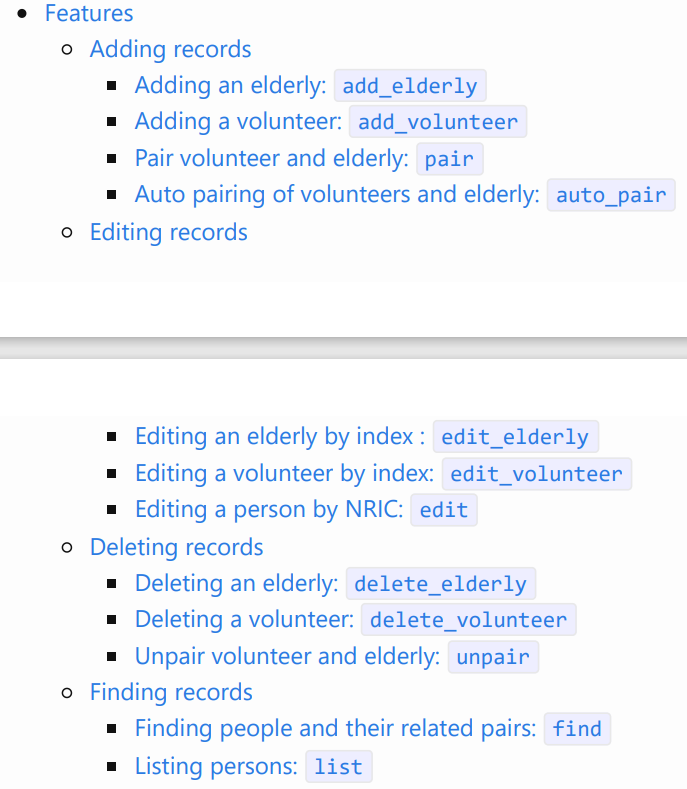 Features
Adding records
Adding an elderly: add_elderly
Adding a volunteer: add_volunteer
Pair volunteer and elderly: pair
Auto pairing of volunteers and elderly: auto_pair
Editing records
Editing an elderly by index : edit_elderly
Editing a volunteer by index: edit_volunteer
Editing a person by NRIC: edit
Deleting records
Deleting an elderly: delete_elderly
Deleting a volunteer: delete_volunteer
Unpair volunteer and elderly: unpair
Finding records
Finding people and their related pairs: find
Listing persons: list